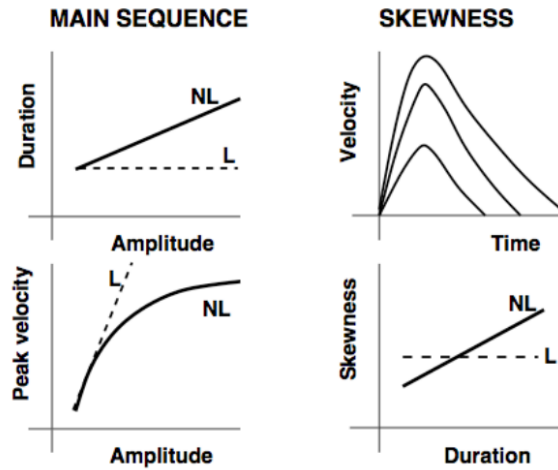 MAIN SEQUENCE
Duration
NL
L
Amplitude
Peak velocity
L
NL
Amplitude
SKEWNESS
Velocity
Time
Skewness
NL
L
Duration